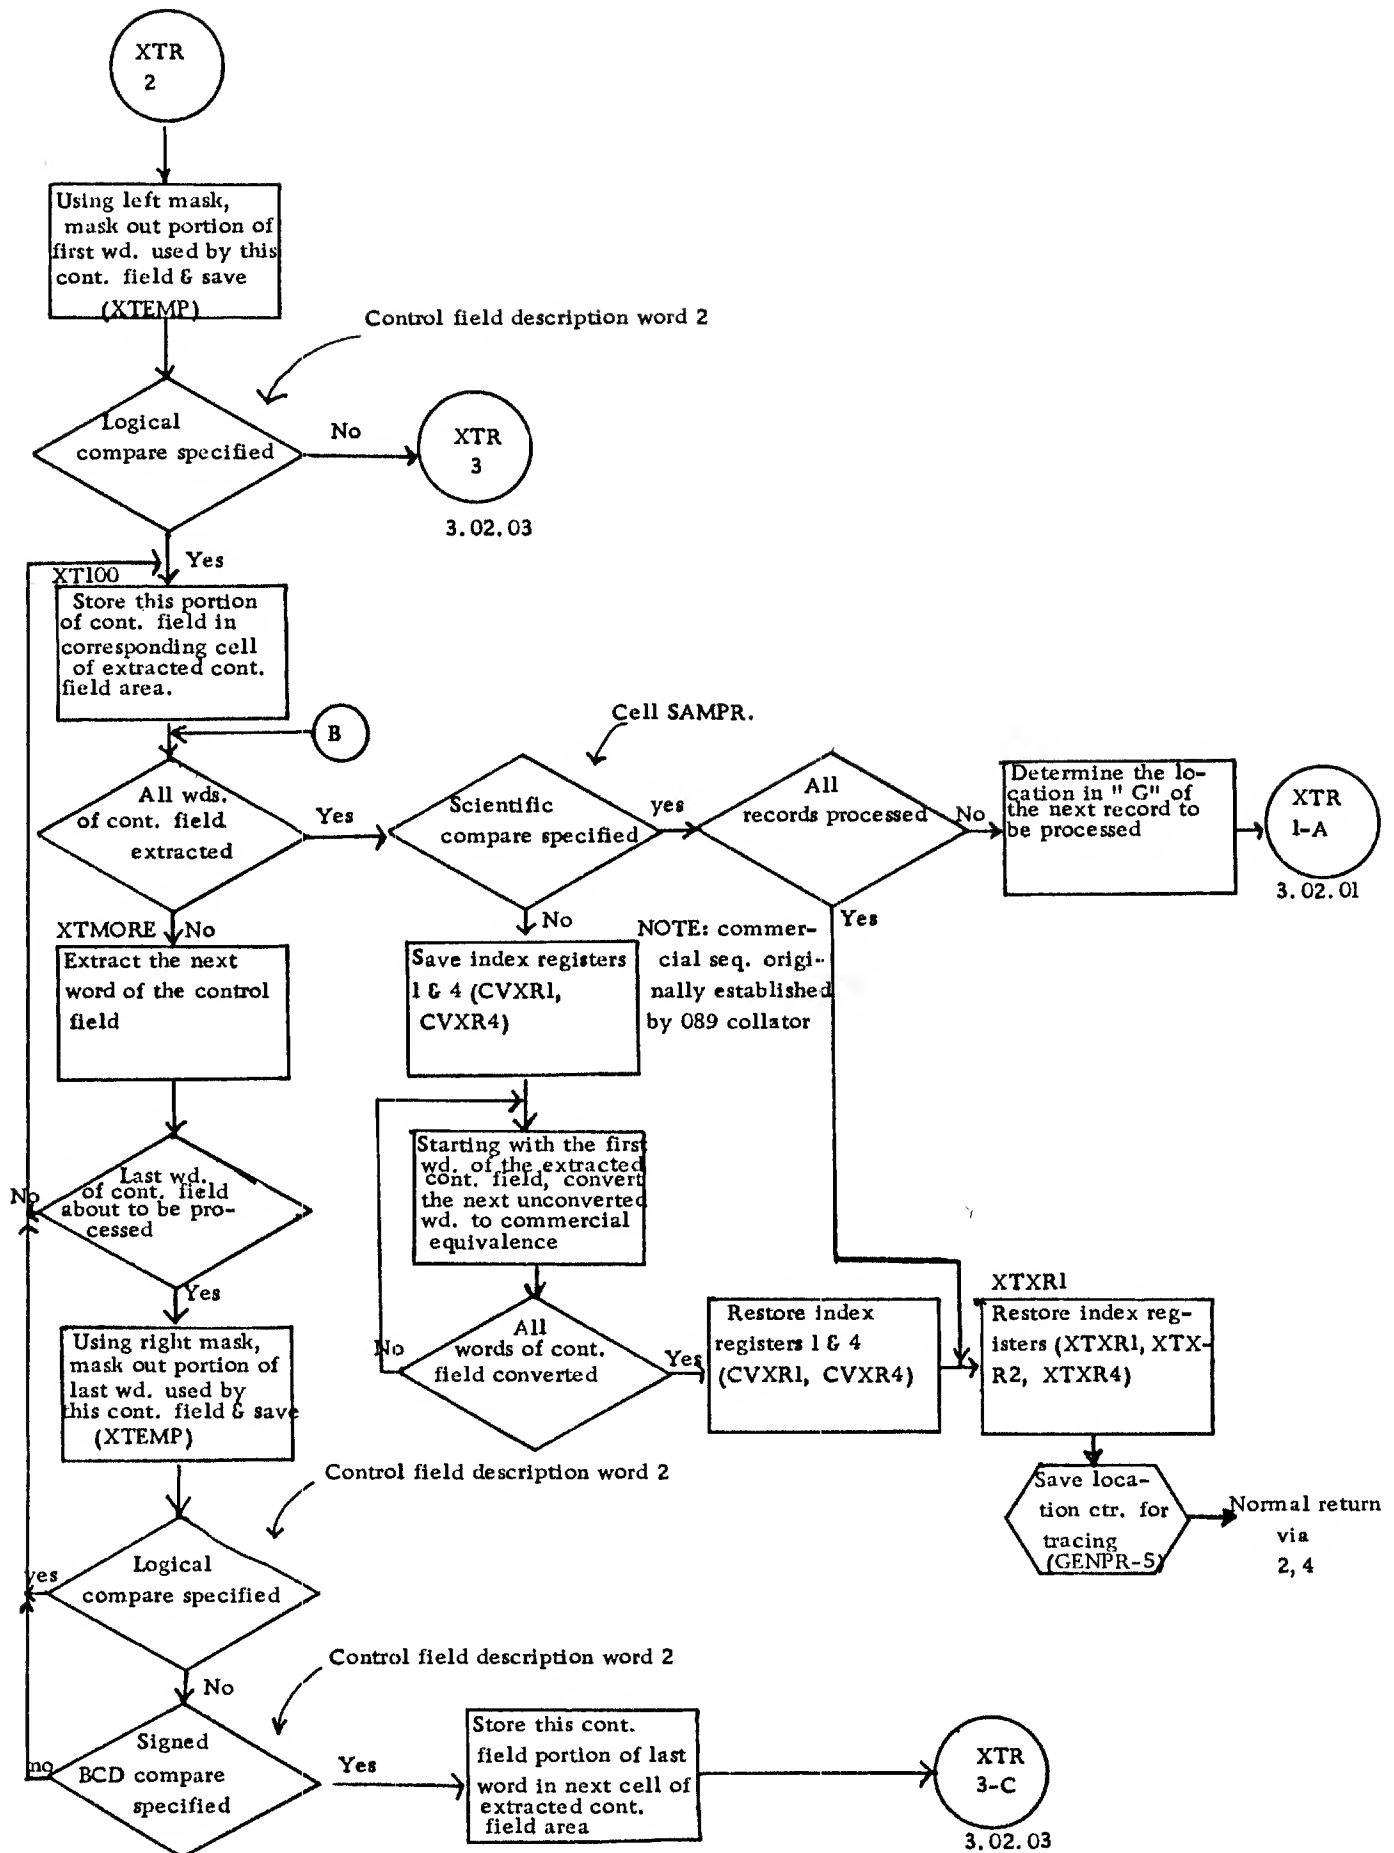 XTR
2
Using left mask,
mask out portion of
first wd. used by this
cont. field & save
(XTEMP)
Control field description word 2
Logical
compare specified
No
XTR
3
3.02.03
Yes
XT100
Store this portion
of cont. field in
corresponding cell
of extracted cont.
field area.
B
Cell SAMPR.
All wds.
of cont. field
extracted
Yes
Scientific
compare specified
yes
All
records processed
No
Determine the lo-
cation in " G" of
the next record to
be processed
XTR
1-A
3.02.01
XTMORE
No
Extract the next
word of the control
field
No
Save index registers
1 & 4 (CVXR1,
CVXR4)
NOTE: commer-
cial seq. origi-
nally established
by 089 collator
Yes
Last wd.
of cont. field
about to be pro-
cessed
No
Yes
Starting with the first
wd. of the extracted
cont. field, convert
the next unconverted
wd. to commercial
equivalence
All
words of cont.
field converted
No
Yes
Restore index
registers 1 & 4
(CVXR1, CVXR4)
XTXR1
Restore index reg-
isters (XTXR1, XTX-
R2, XTXR4)
Using right mask,
mask out portion of
last wd. used by
this cont. field & save
(XTEMP)
Control field description word 2
Save loca-
tion ctr. for
tracing
(GENPR-5)
Normal return
via
2, 4
Logical
compare specified
yes
No
Control field description word 2
Signed
BCD compare
specified
no
Yes
Store this cont.
field portion of last
word in next cell of
extracted cont.
field area
XTR
3-C
3.02.03